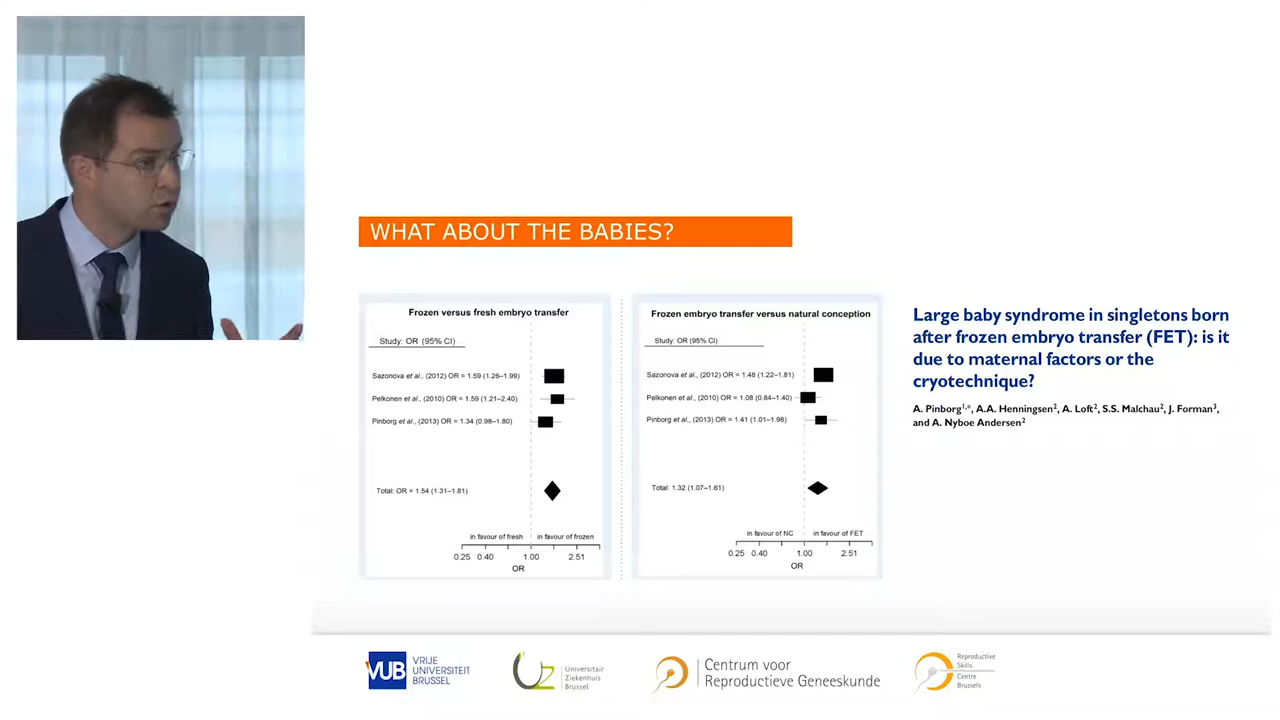 WHAT ABOUT THE BABIES?
Frozen versus fresh embryo transfer
Study: OR (95% CI)
Sazonova et al., (2012) OR = 1.59 (1.26–1.99)
Pelkonen et al., (2010) OR = 1.59 (1.21–2.40)
Pinborg et al., (2013) OR = 1.34 (0.98–1.80)
Total: OR = 1.54 (1.31–1.81)
in favour of fresh
in favour of frozen
0.25 0.40 1.00 2.51
OR
Frozen embryo transfer versus natural conception
Study: OR (95% CI)
Sazonova et al., (2012) OR = 1.48 (1.22–1.81)
Pelkonen et al., (2010) OR = 1.08 (0.84–1.40)
Pinborg et al., (2013) OR = 1.41 (1.01–1.98)
Total: 1.32 (1.07–1.61)
in favour of NC
in favour of FET
0.25 0.40 1.00 2.51
OR
Large baby syndrome in singletons born
after frozen embryo transfer (FET): is it
due to maternal factors or the
cryotechnique?
A. Pinborg1,*, A.A. Henningsen2, A. Loft2, S.S. Malchau2, J. Forman3,
and A. Nyboe Andersen2
VUB
VRIJE
UNIVERSITEIT
BRUSSEL
UZ
Universitair
Ziekenhuis
Brussel
Centrum voor
Reproductieve Geneeskunde
Reproductive
Skills
Centre
Brussels